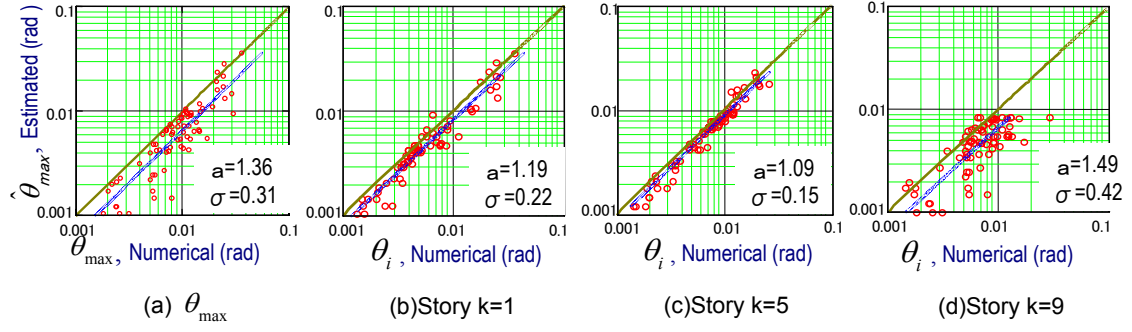 0.1 0.1 0.1 0.1
0.01 0.01 0.01 0.01
0.001 0.001 0.001 0.001
θ̂max, Estimated (rad)
a=1.36 a=1.19 a=1.09 a=1.49
σ=0.31 σ=0.22 σ=0.15 σ=0.42
0.001 0.01 0.1 0.001 0.01 0.1 0.001 0.01 0.1 0.001 0.01 0.1
θmax, Numerical (rad) θi , Numerical (rad) θi , Numerical (rad) θi , Numerical (rad)
(a) θmax (b)Story k=1 (c)Story k=5 (d)Story k=9